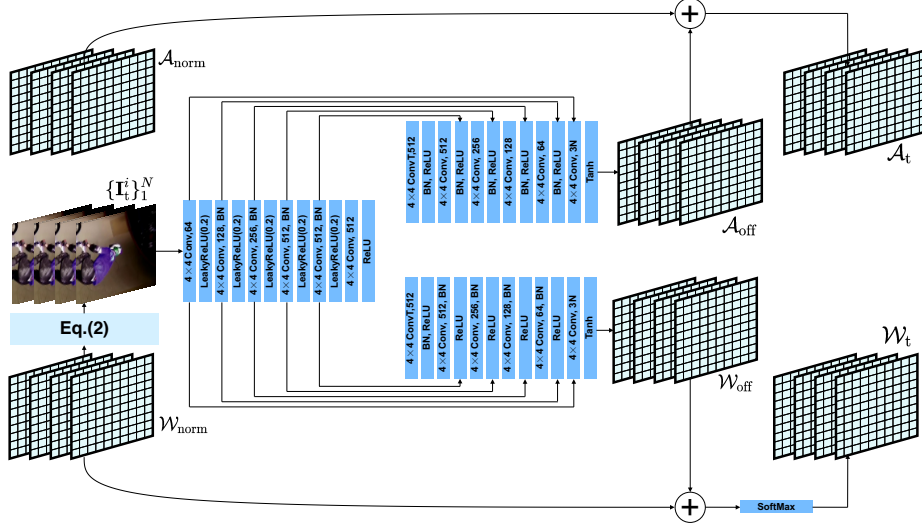 +
𝒜norm
𝒜t
{𝐈ᵢₜ}₁ᴺ
4×4 Conv,64
LeakyReLU(0.2)
4×4 Conv, 128, BN
LeakyReLU(0.2)
4×4 Conv, 256, BN
LeakyReLU(0.2)
4×4 Conv, 512, BN
LeakyReLU(0.2)
4×4 Conv, 512, BN
LeakyReLU(0.2)
4×4 Conv, 512
ReLU
4×4 ConvT,512
BN, ReLU
4×4 Conv, 512
BN, ReLU
4×4 Conv, 256
BN, ReLU
4×4 Conv, 128
BN, ReLU
4×4 Conv, 64
BN, ReLU
4×4 Conv, 3N
Tanh
𝒜off
Eq.(2)
4×4 ConvT,512
BN, ReLU
4×4 Conv, 512, BN
ReLU
4×4 Conv, 256, BN
ReLU
4×4 Conv, 128, BN
ReLU
4×4 Conv, 64, BN
ReLU
4×4 Conv, 3N
Tanh
𝒲off
𝒲t
𝒲norm
+
SoftMax